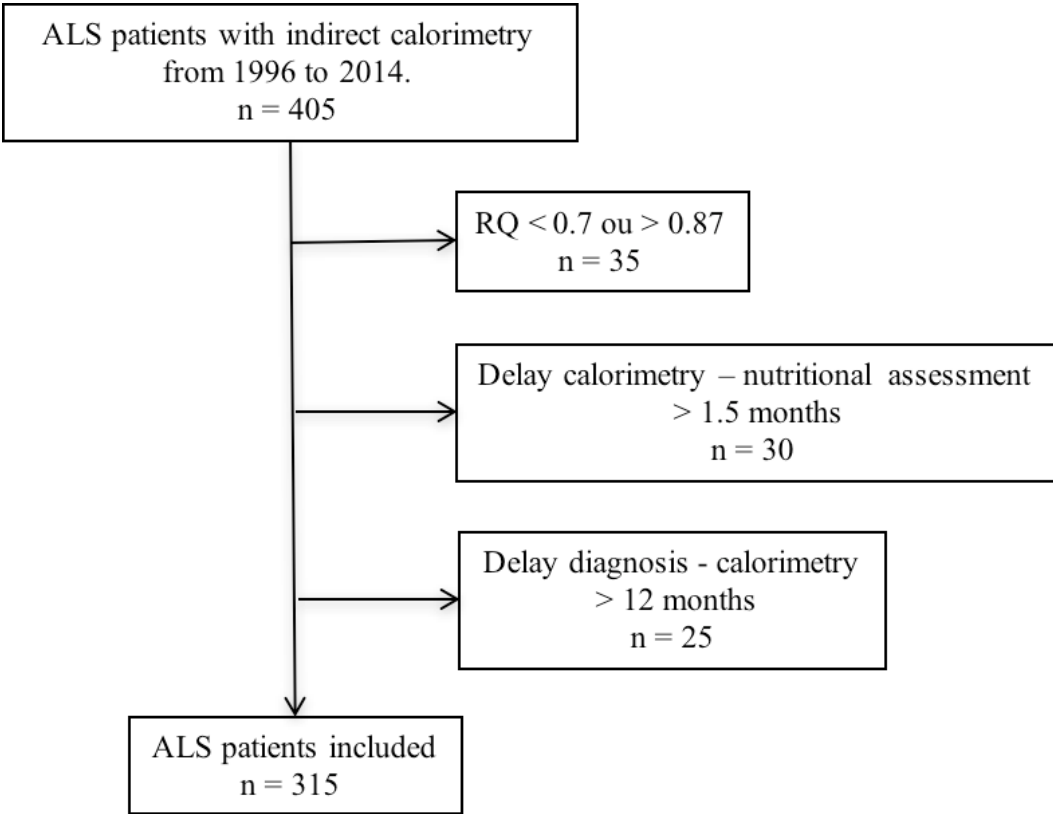 ALS patients with indirect calorimetry
from 1996 to 2014.
n = 405
RQ < 0.7 ou > 0.87
n = 35
Delay calorimetry – nutritional assessment
> 1.5 months
n = 30
Delay diagnosis - calorimetry
> 12 months
n = 25
ALS patients included
n = 315